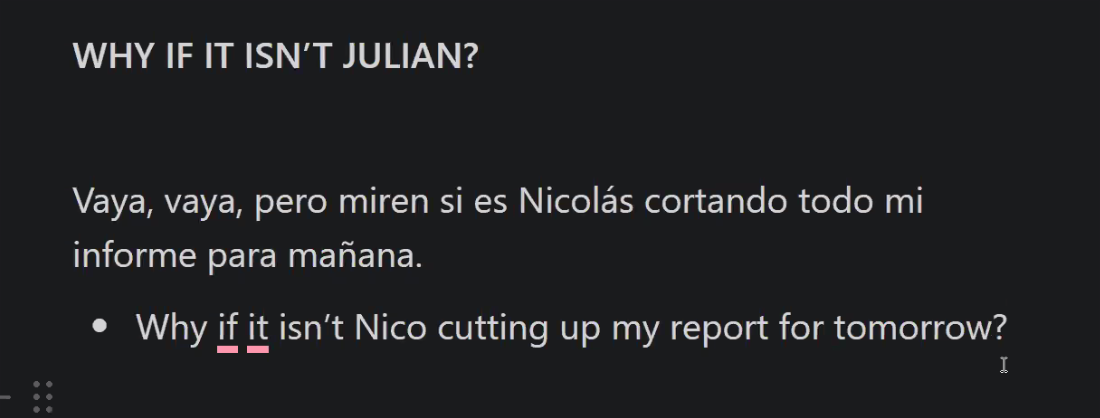 WHY IF IT ISN’T JULIAN?
Vaya, vaya, pero miren si es Nicolás cortando todo mi
informe para mañana.
• Why if it isn’t Nico cutting up my report for tomorrow?